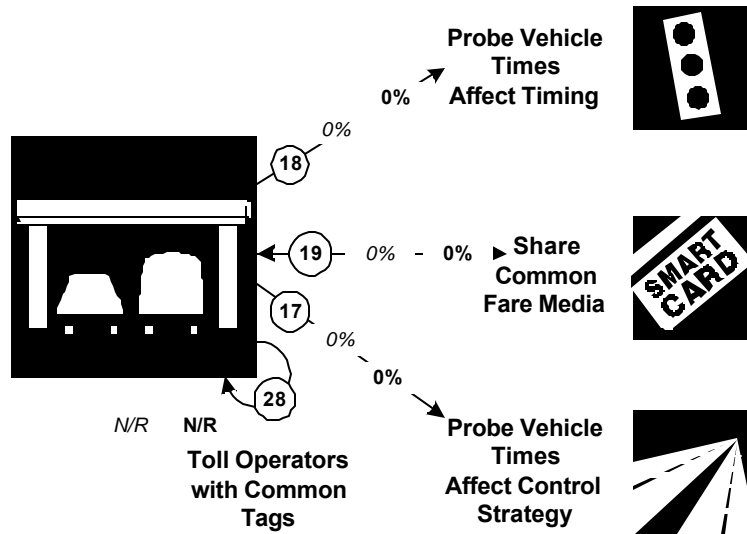 Probe Vehicle
Times
Affect Timing
0%
0%
18
SMART
CARD
19
0%
0%
Share
Common
Fare Media
17
0%
0%
28
N/R
N/R
Toll Operators
with Common
Tags
Probe Vehicle
Times
Affect Control
Strategy